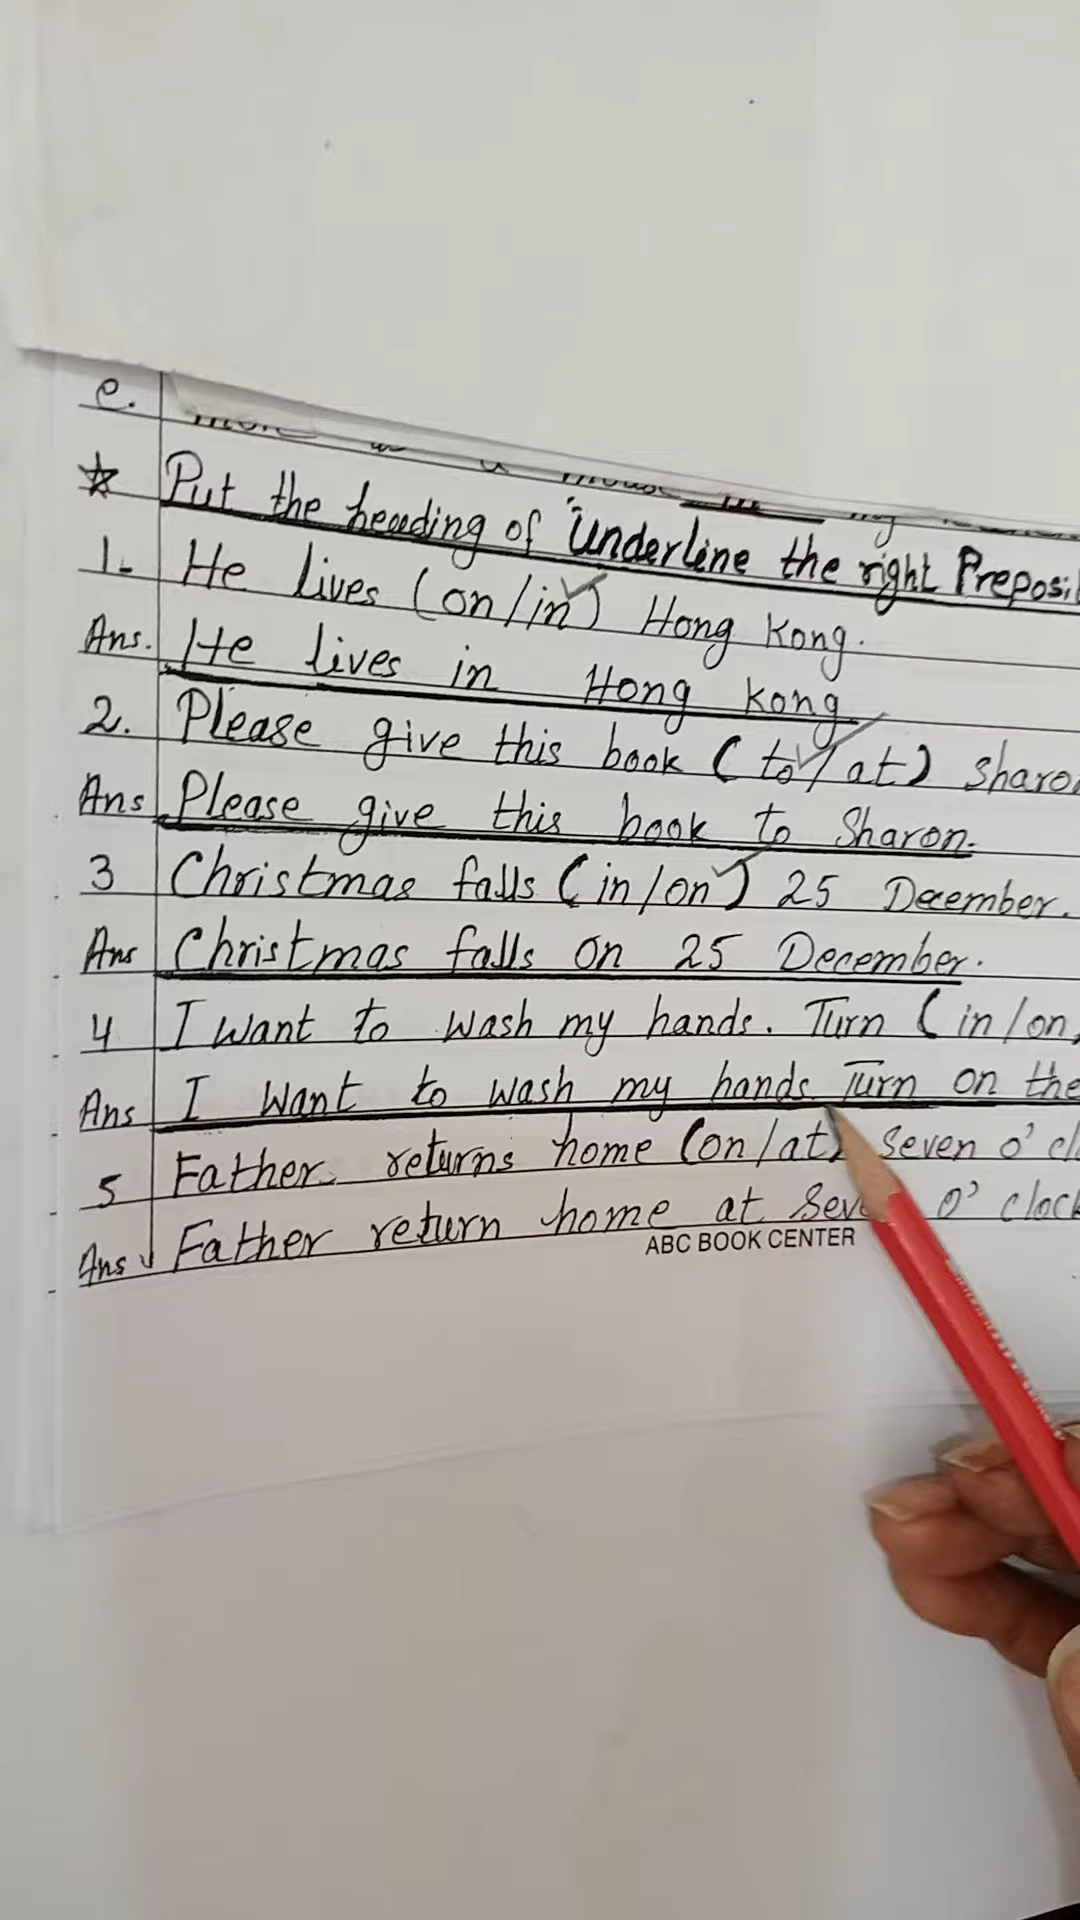 e.
☆ Put the heading of "Underline the right Preposi
1. He lives (on/in✓) Hong Kong.
Ans. He lives in Hong Kong
2. Please give this book (to✓/at) Sharo
Ans Please give this book to Sharon.
3 Christmas falls (in/on✓) 25 December.
Ans Christmas falls on 25 December.
4 I want to wash my hands. Turn (in/on
Ans I want to wash my hands. Turn on the
5 Father returns home (on/at) seven o'cl
Ans Father return home at seven o'clock
ABC BOOK CENTER